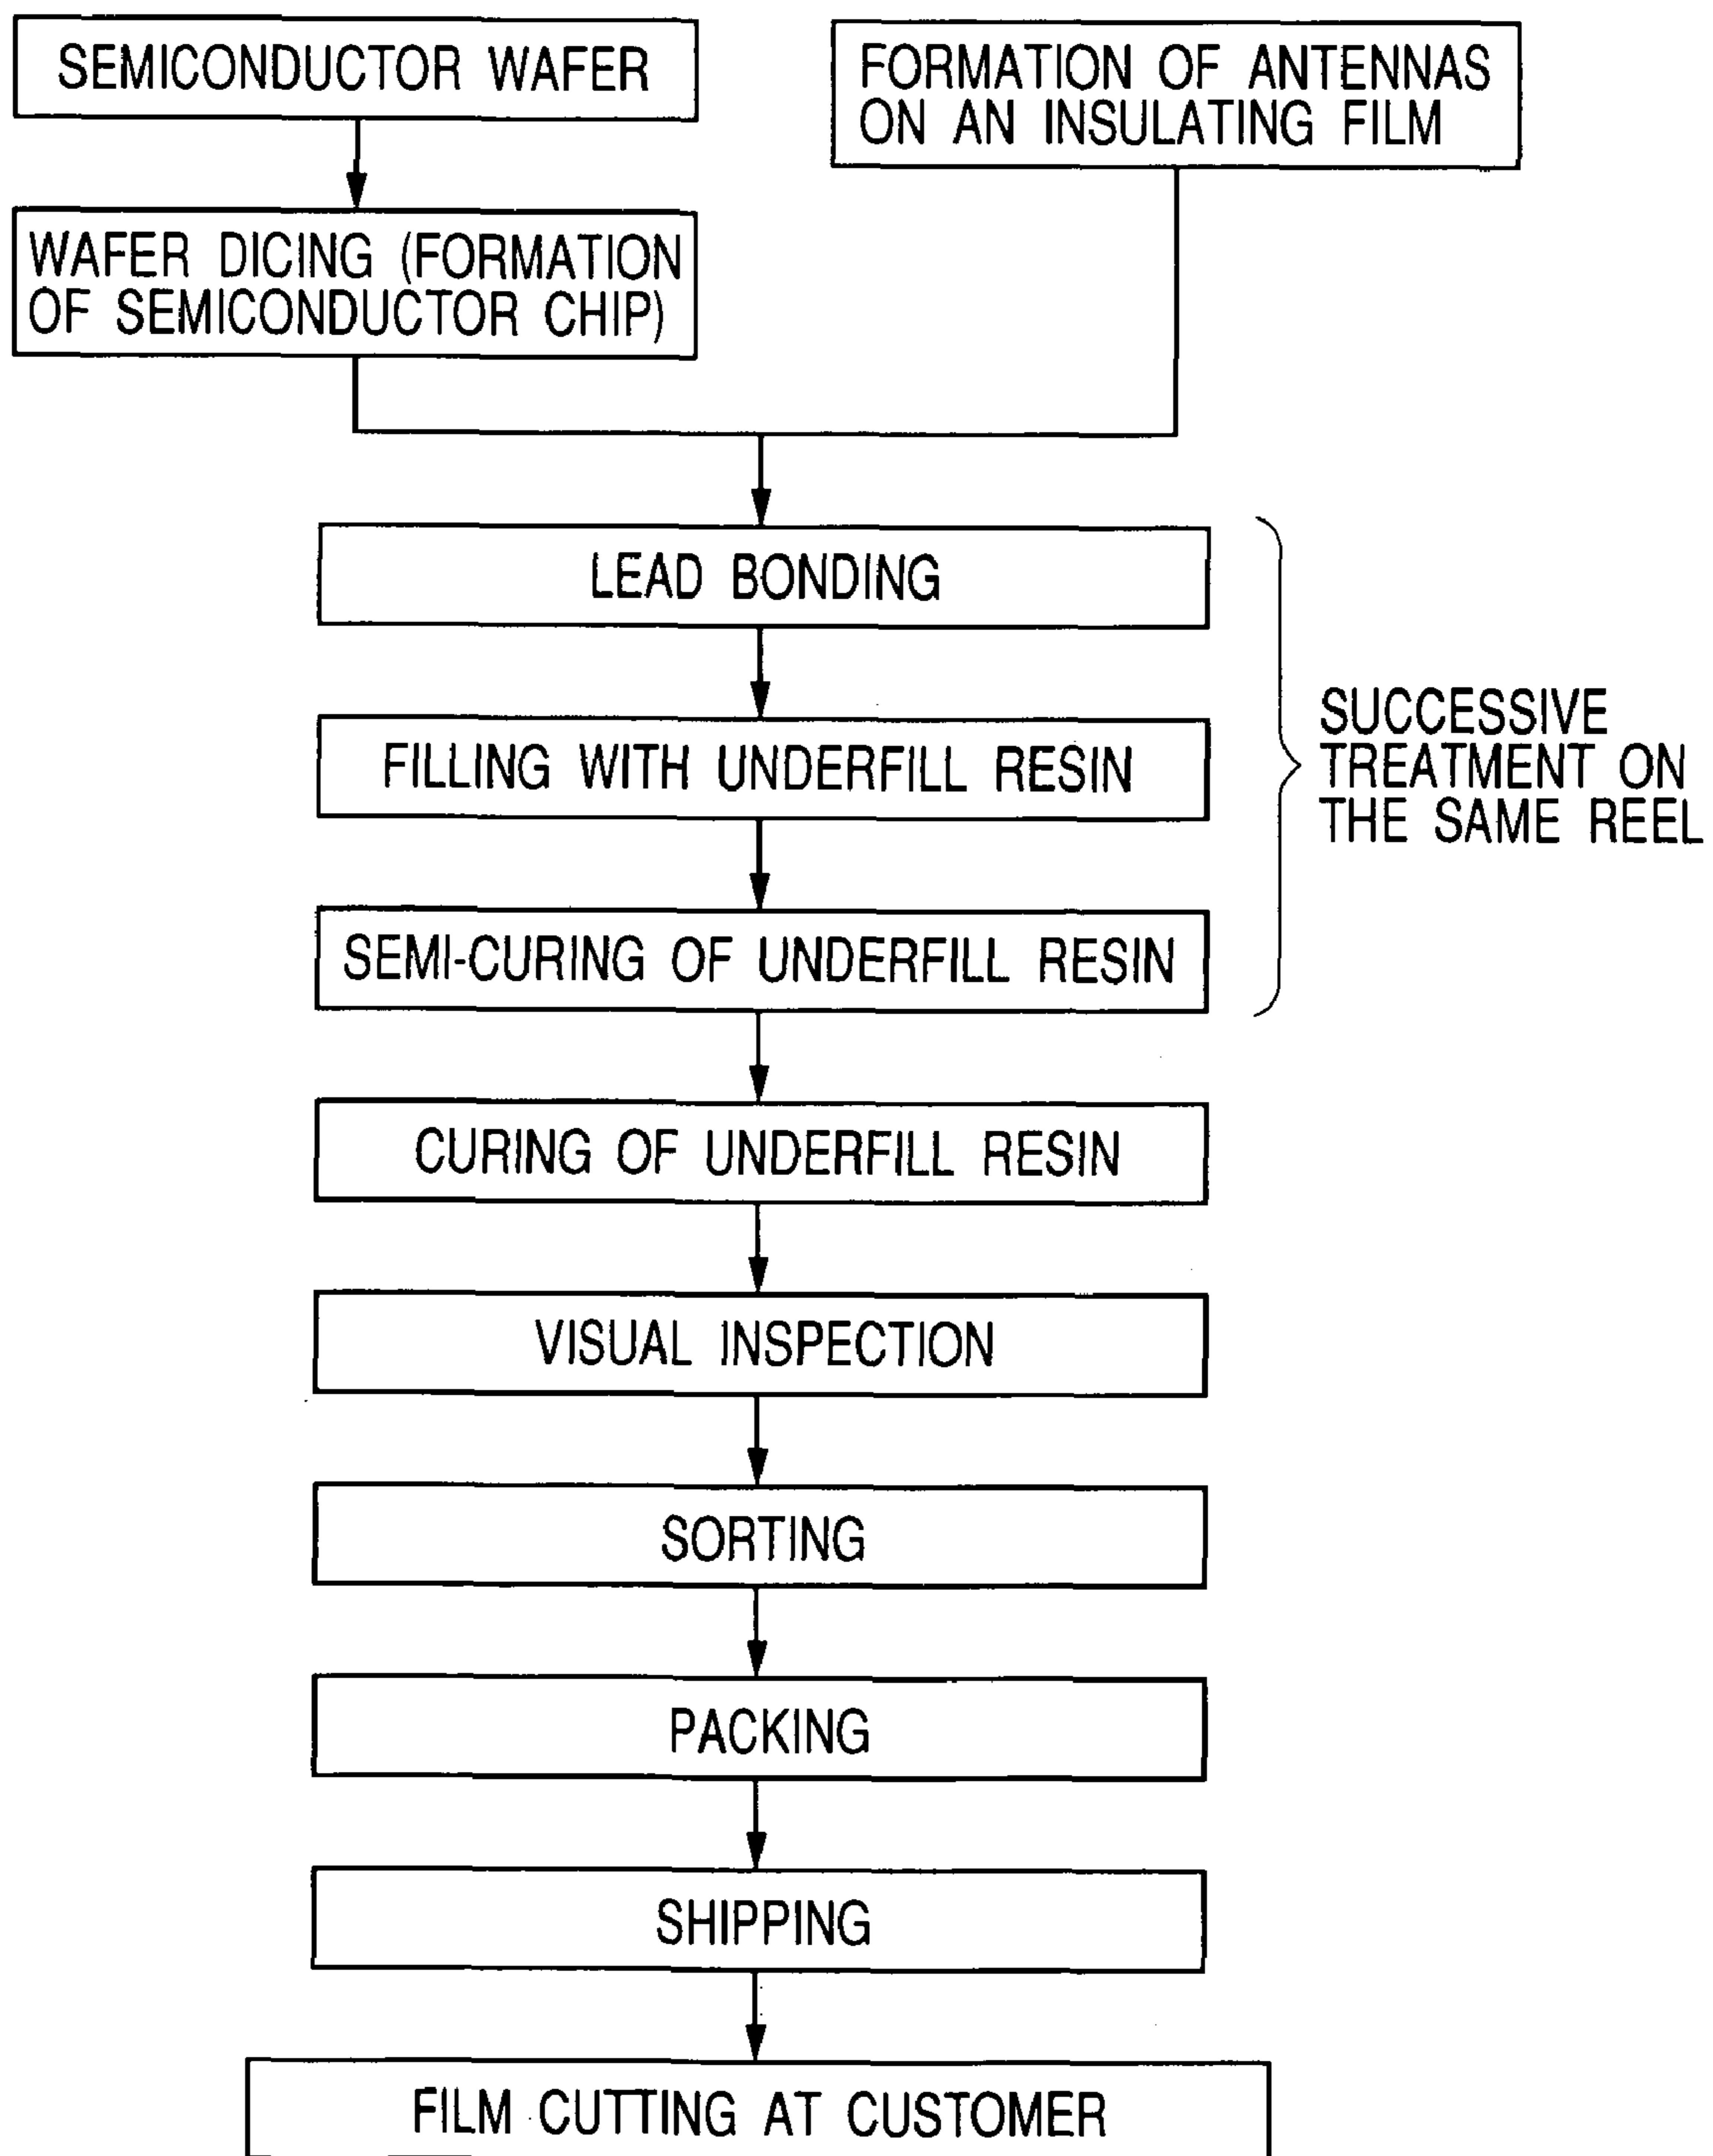 SEMICONDUCTOR WAFER
FORMATION OF ANTENNAS
ON AN INSULATING FILM
WAFER DICING (FORMATION
OF SEMICONDUCTOR CHIP)
LEAD BONDING
FILLING WITH UNDERFILL RESIN
SEMI-CURING OF UNDERFILL RESIN
SUCCESSIVE
TREATMENT ON
THE SAME REEL
CURING OF UNDERFILL RESIN
VISUAL INSPECTION
SORTING
PACKING
SHIPPING
FILM CUTTING AT CUSTOMER